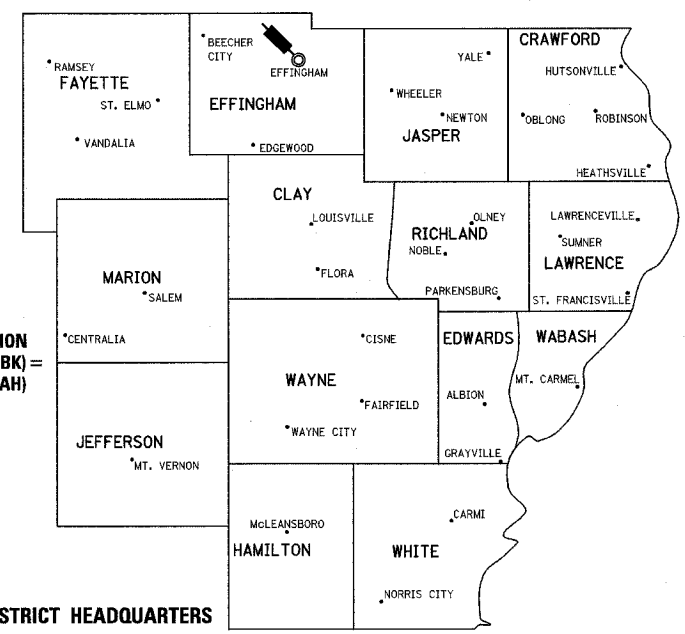 CRAWFORD
BEECHER
CITY
YALE
RAMSEY
HUTSONVILLE
FAYETTE
EFFINGHAM
ST. ELMO
WHEELER
EFFINGHAM
NEWTON
OBLONG
ROBINSON
JASPER
VANDALIA
EDGEWOOD
HEATHSVILLE
CLAY
LOUISVILLE
OLNEY
LAWRENCEVILLE
RICHLAND
SUMNER
NOBLE
LAWRENCE
FLORA
MARION
SALEM
PARKENSBURG
ST. FRANCISVILLE
CENTRALIA
CISNE
EDWARDS
WABASH
ION
BK) =
AH)
WAYNE
MT. CARMEL
ALBION
FAIRFIELD
WAYNE CITY
JEFFERSON
GRAYVILLE
MT. VERNON
CARMI
McLEANSBORO
HAMILTON
WHITE
NORRIS CITY
STRICT HEADQUARTERS